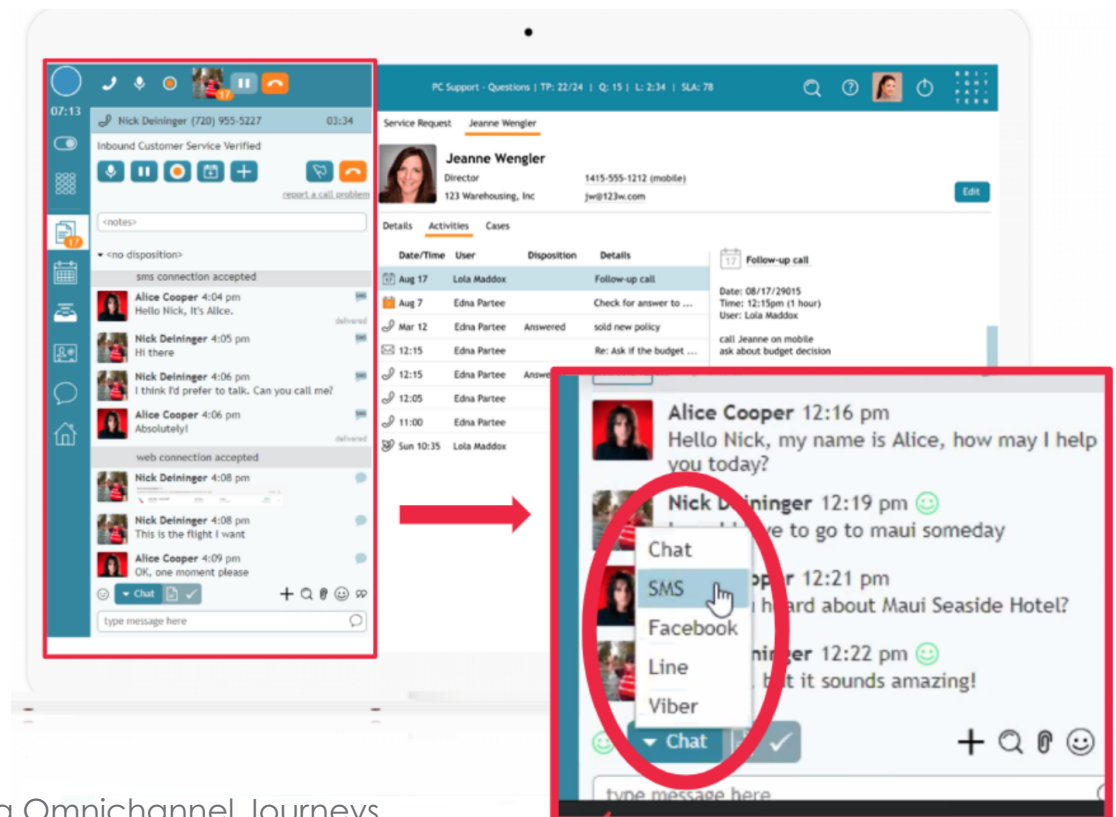 07:13
17
Nick Deininger (720) 955-5227 03:34
Inbound Customer Service Verified
report a call problem
<notes>
<no disposition>
sms connection accepted
Alice Cooper 4:04 pm
Hello Nick, It's Alice.
delivered
Nick Deininger 4:05 pm
Hi there
Nick Deininger 4:06 pm
I think I'd prefer to talk. Can you call me?
Alice Cooper 4:06 pm
Absolutely!
delivered
web connection accepted
Nick Deininger 4:08 pm
Nick Deininger 4:08 pm
This is the flight I want
Alice Cooper 4:09 pm
OK, one moment please
Chat
type message here
17
PC Support - Questions | TP: 22/24 | Q: 15 | L: 2:34 | SLA: 78
BRI
GHT
PAT
TERN
Service Request Jeanne Wengler
Jeanne Wengler
Director 1415-555-1212 (mobile)
123 Warehousing, Inc jw@123w.com
Edit
Details Activities Cases
Date/Time User Disposition Details
Aug 17 Lola Maddox Follow-up call
Aug 7 Edna Partee Check for answer to ...
Mar 12 Edna Partee Answered sold new policy
12:15 Edna Partee Re: Ask if the budget ...
12:15 Edna Partee
12:05 Edna Partee
11:00 Edna Partee
Sun 10:35 Lola Maddox
17 Follow-up call
Date: 08/17/29015
Time: 12:15pm (1 hour)
User: Lola Maddox
call Jeanne on mobile
ask about budget decision
Alice Cooper 12:16 pm
Hello Nick, my name is Alice, how may I help
you today?
Nick Deininger 12:19 pm
to go to maui someday
12:21 pm
heard about Maui Seaside Hotel?
12:22 pm
it sounds amazing!
Chat
SMS
Facebook
Line
Viber
Chat
type message here
Omnichannel Journeys